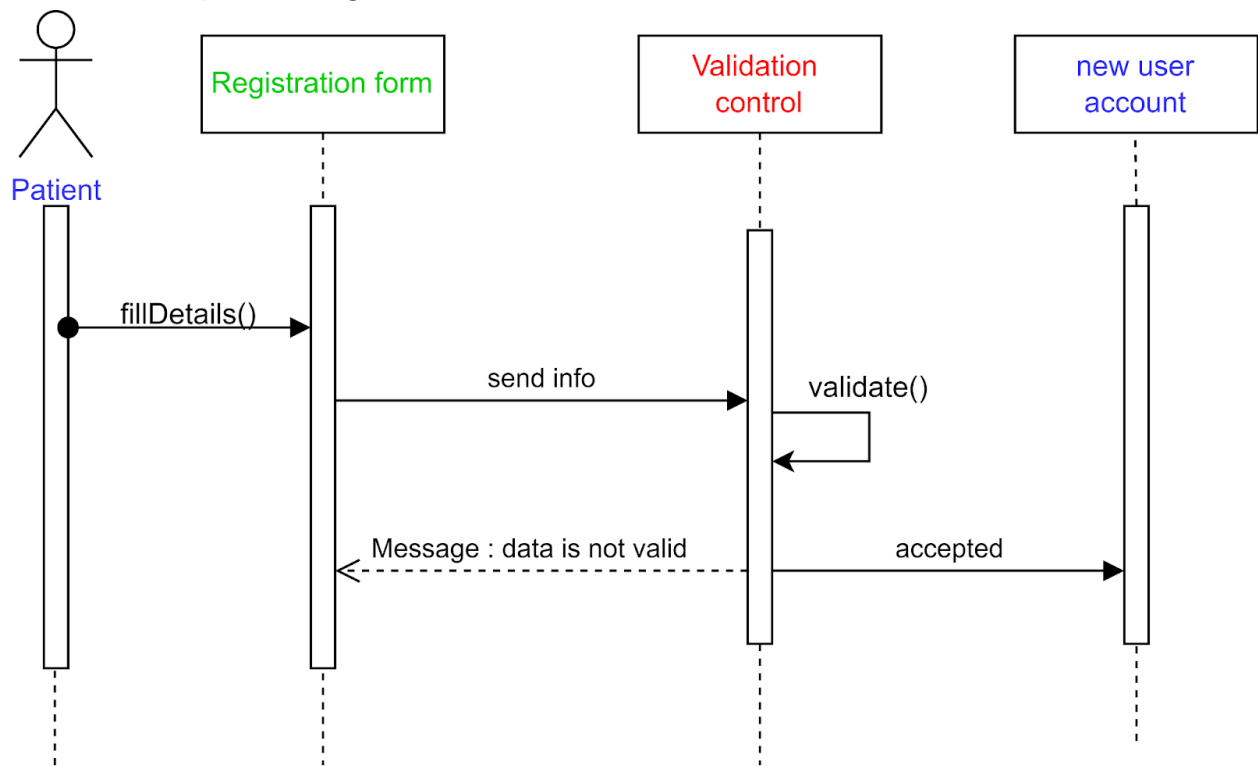 Registration form
Validation
control
new user
account
Patient
fillDetails()
send info
validate()
Message : data is not valid
accepted